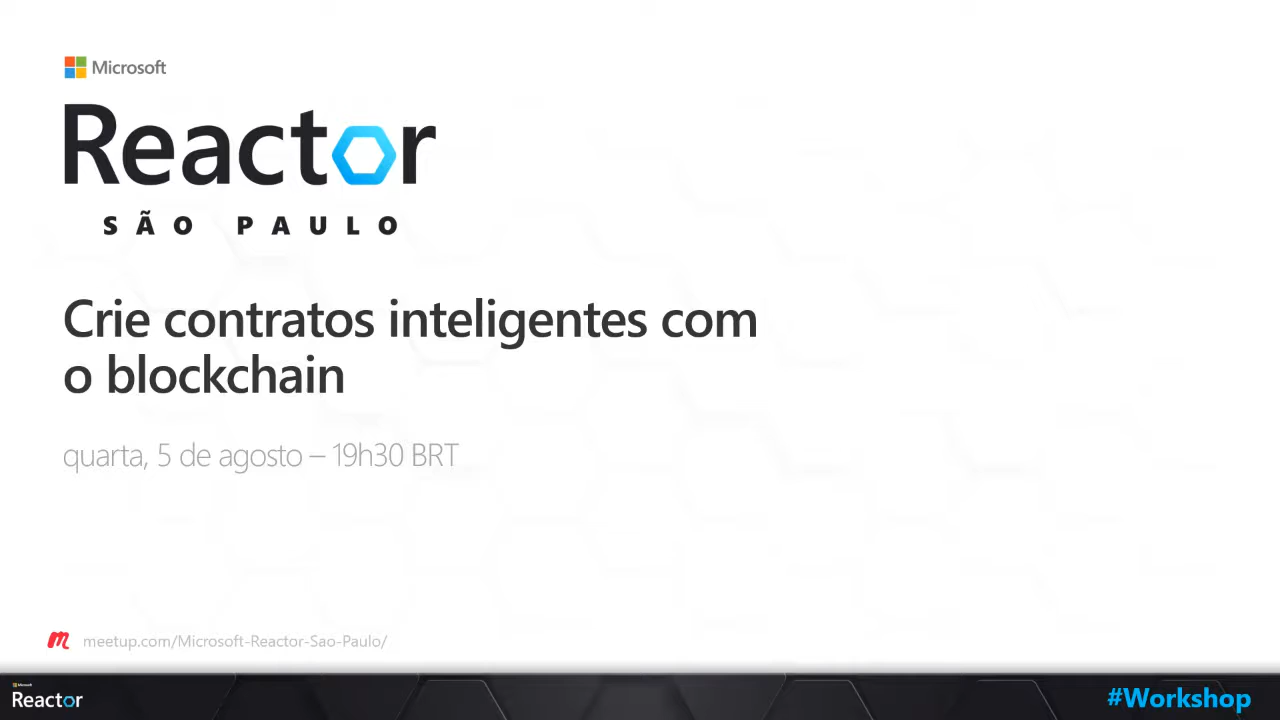 Microsoft
Reactor
SÃO PAULO
Crie contratos inteligentes com
o blockchain
quarta, 5 de agosto – 19h30 BRT
meetup.com/Microsoft-Reactor-Sao-Paulo/
Microsoft
Reactor
#Workshop